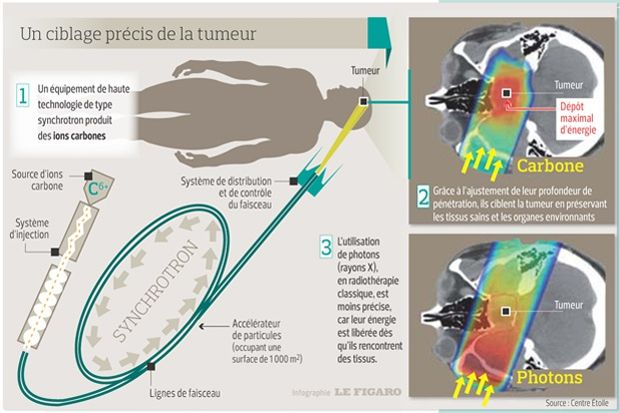 Un ciblage précis de la tumeur
1
Un équipement de haute
technologie de type
synchrotron produit
des ions carbones
Tumeur
Source d'ions
carbone
C6+
Système
d'injection
Système de distribution
et de contrôle
du faisceau
SYNCHROTRON
Accélérateur
de particules
(occupant une
surface de 1 000 m²)
Lignes de faisceau
Tumeur
Dépôt
maximal
d'énergie
Carbone
2
Grâce à l'ajustement de leur profondeur de
pénétration, ils ciblent la tumeur en préservant
les tissus sains et les organes environnants
3
L'utilisation
de photons
(rayons X),
en radiothérapie
classique, est
moins précise,
car leur énergie
est libérée dès
qu'ils rencontrent
des tissus.
Tumeur
Photons
Infographie LE FIGARO
Source : Centre Étoile